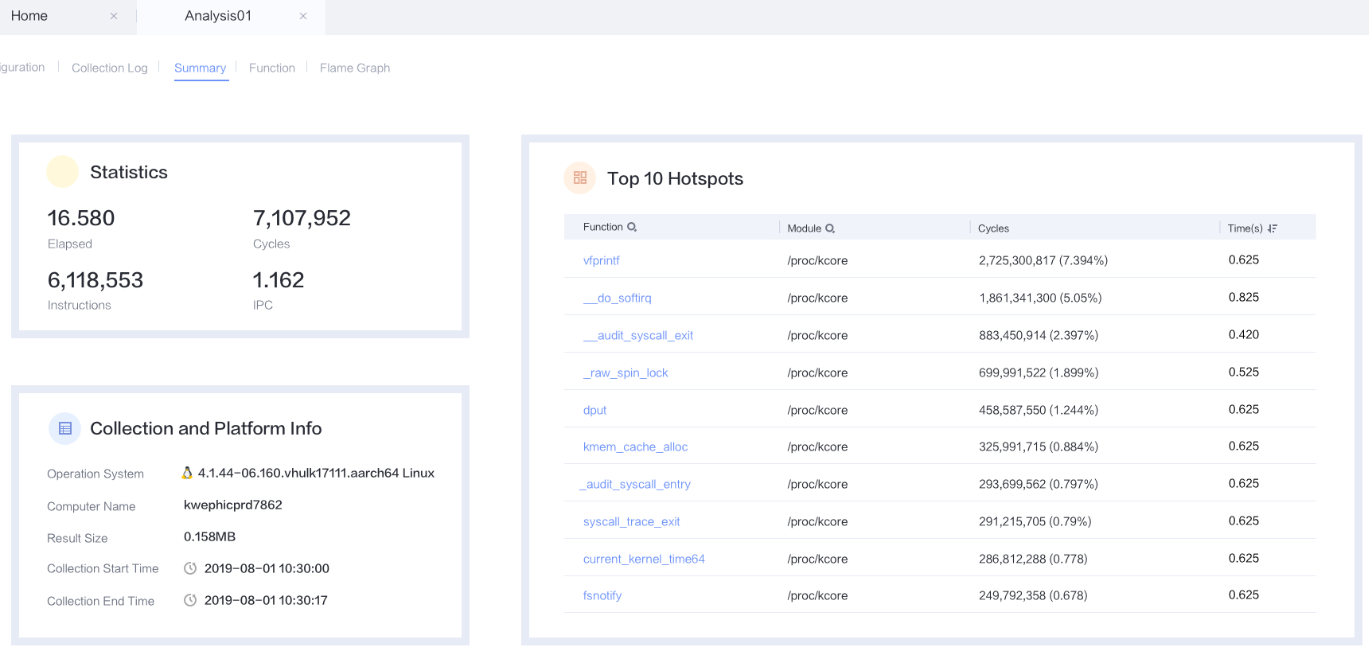 Home
Analysis01
iguration
Collection Log
Summary
Function
Flame Graph
Statistics
16.580
Elapsed
7,107,952
Cycles
6,118,553
Instructions
1.162
IPC
Collection and Platform Info
Operation System 4.1.44-06.160.vhulk17111.aarch64 Linux
Computer Name kwephicprd7862
Result Size 0.158MB
Collection Start Time 2019-08-01 10:30:00
Collection End Time 2019-08-01 10:30:17
Top 10 Hotspots
Function Module Cycles Time(s)
vfprintf /proc/kcore 2,725,300,817 (7.394%) 0.625
__do_softirq /proc/kcore 1,861,341,300 (5.05%) 0.825
__audit_syscall_exit /proc/kcore 883,450,914 (2.397%) 0.420
_raw_spin_lock /proc/kcore 699,991,522 (1.899%) 0.525
dput /proc/kcore 458,587,550 (1.244%) 0.625
kmem_cache_alloc /proc/kcore 325,991,715 (0.884%) 0.625
_audit_syscall_entry /proc/kcore 293,699,562 (0.797%) 0.625
syscall_trace_exit /proc/kcore 291,215,705 (0.79%) 0.625
current_kernel_time64 /proc/kcore 286,812,288 (0.778) 0.625
fsnotify /proc/kcore 249,792,358 (0.678) 0.625